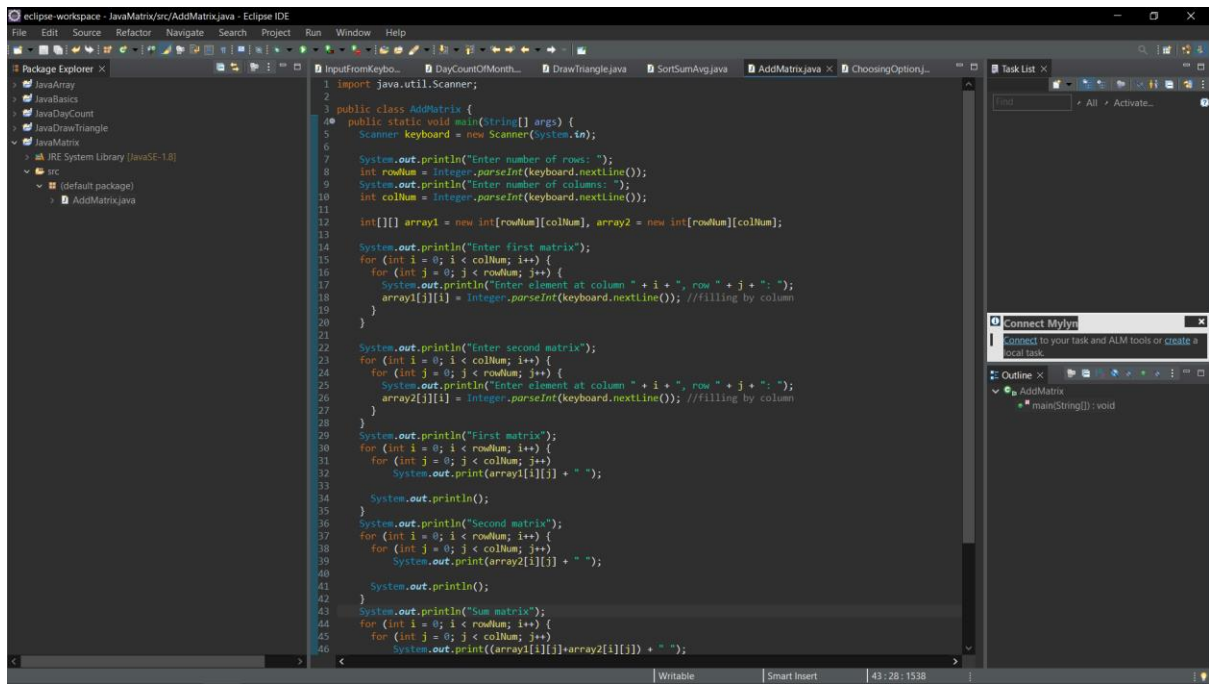 eclipse-workspace - JavaMatrix/src/AddMatrix.java - Eclipse IDE
File Edit Source Refactor Navigate Search Project Run Window Help
Package Explorer
JavaArray
JavaBasics
JavaDayCount
JavaDrawTriangle
JavaMatrix
JRE System Library [JavaSE-1.8]
src
(default package)
AddMatrix.java
InputFromKeybo... DayCountOfMonth... DrawTriangle.java SortSumAvg.java AddMatrix.java ChoosingOption.j...
1 import java.util.Scanner;
2
3 public class AddMatrix {
4 public static void main(String[] args) {
5 Scanner keyboard = new Scanner(System.in);
6
7 System.out.println("Enter number of rows: ");
8 int rowNum = Integer.parseInt(keyboard.nextLine());
9 System.out.println("Enter number of columns: ");
10 int colNum = Integer.parseInt(keyboard.nextLine());
11
12 int[][] array1 = new int[rowNum][colNum], array2 = new int[rowNum][colNum];
13
14 System.out.println("Enter first matrix");
15 for (int i = 0; i < colNum; i++) {
16 for (int j = 0; j < rowNum; j++) {
17 System.out.println("Enter element at column " + i + ", row " + j + ": ");
18 array1[j][i] = Integer.parseInt(keyboard.nextLine()); //filling by column
19 }
20 }
21
22 System.out.println("Enter second matrix");
23 for (int i = 0; i < colNum; i++) {
24 for (int j = 0; j < rowNum; j++) {
25 System.out.println("Enter element at column " + i + ", row " + j + ": ");
26 array2[j][i] = Integer.parseInt(keyboard.nextLine()); //filling by column
27 }
28 }
29 System.out.println("First matrix");
30 for (int i = 0; i < rowNum; i++) {
31 for (int j = 0; j < colNum; j++)
32 System.out.print(array1[i][j] + " ");
33
34 System.out.println();
35 }
36 System.out.println("Second matrix");
37 for (int i = 0; i < rowNum; i++) {
38 for (int j = 0; j < colNum; j++)
39 System.out.print(array2[i][j] + " ");
40
41 System.out.println();
42 }
43 System.out.println("Sum matrix");
44 for (int i = 0; i < rowNum; i++) {
45 for (int j = 0; j < colNum; j++)
46 System.out.print((array1[i][j]+array2[i][j]) + " ");
Task List
Find All Activate...
Connect Mylyn
Connect to your task and ALM tools or create a
local task.
Outline
AddMatrix
main(String[]) : void
Writable Smart Insert 43 : 28 : 1538